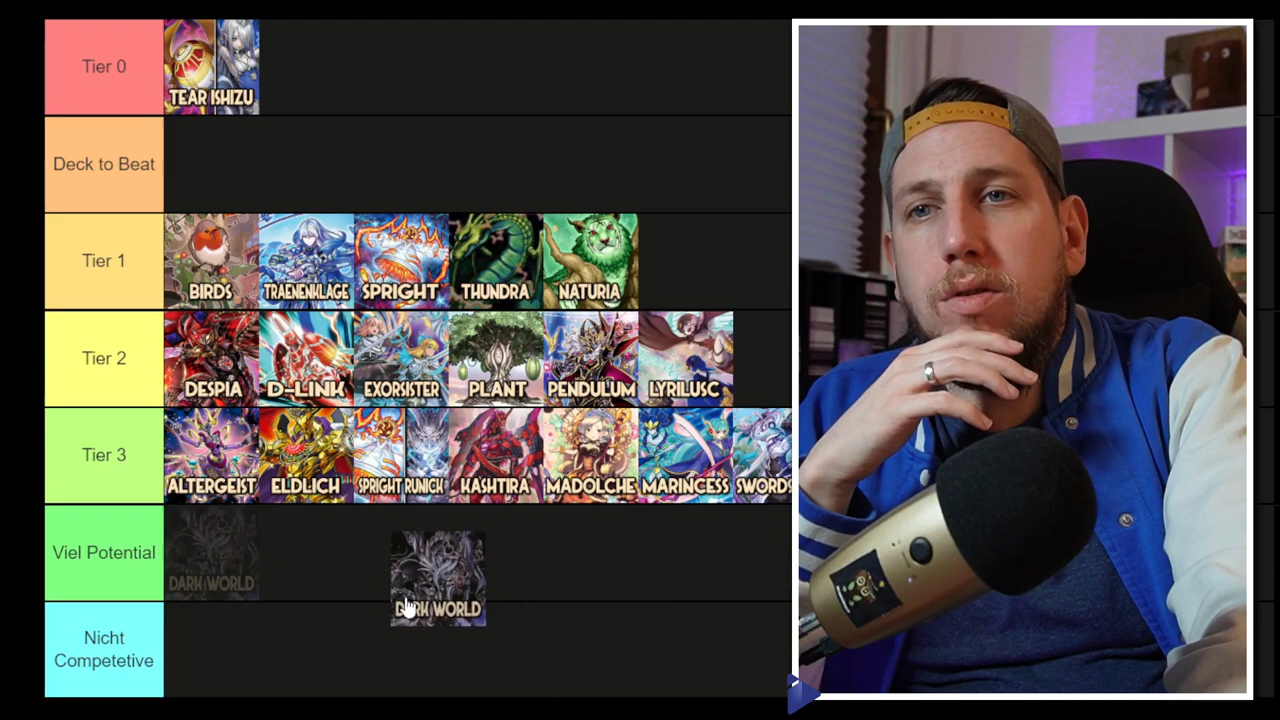 Tier 0
TEAR ISHIZU
Deck to Beat
Tier 1
BIRDS TRAENENKLAGE SPRIGHT THUNDRA NATURIA
Tier 2
DESPIA D-LINK EXORSISTER PLANT PENDULUM LYRILUSC
Tier 3
ALTERGEIST ELDLICH SPRIGHT RUNICK KASHTIRA MADOLCHE MARINCESS SWORDS
Viel Potential
DARK WORLD
DARK WORLD
Nicht
Competetive